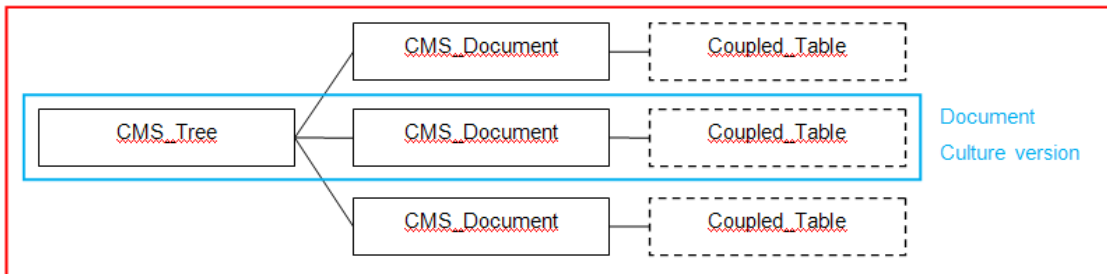 CMS_Document Coupled_Table
CMS_Tree CMS_Document Coupled_Table Document
Culture version
CMS_Document Coupled_Table